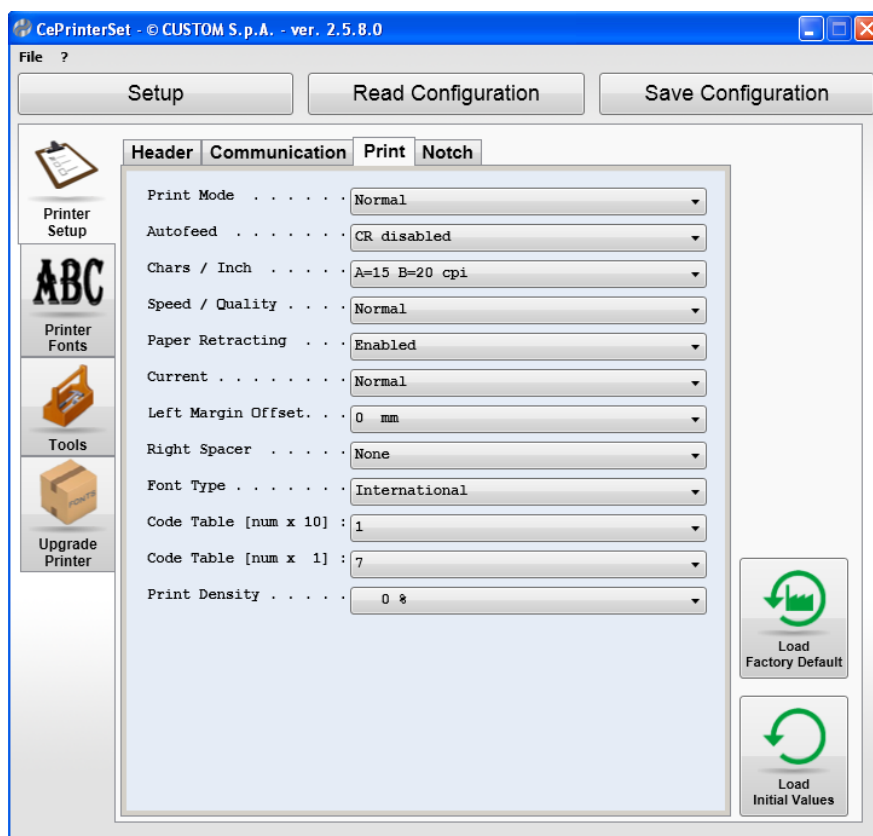 CePrinterSet - © CUSTOM S.p.A. - ver. 2.5.8.0
File ?
Setup Read Configuration Save Configuration
Header Communication Print Notch
Printer
Setup
ABC
Printer
Fonts
Tools
FONTS
Upgrade
Printer
Print Mode . . . . . . Normal
Autofeed . . . . . . . CR disabled
Chars / Inch . . . . . A=15 B=20 cpi
Speed / Quality . . . . Normal
Paper Retracting . . . Enabled
Current . . . . . . . . Normal
Left Margin Offset. . . 0 mm
Right Spacer . . . . . None
Font Type . . . . . . . International
Code Table [num x 10] : 1
Code Table [num x 1] : 7
Print Density . . . . . 0 %
Load
Factory Default
Load
Initial Values